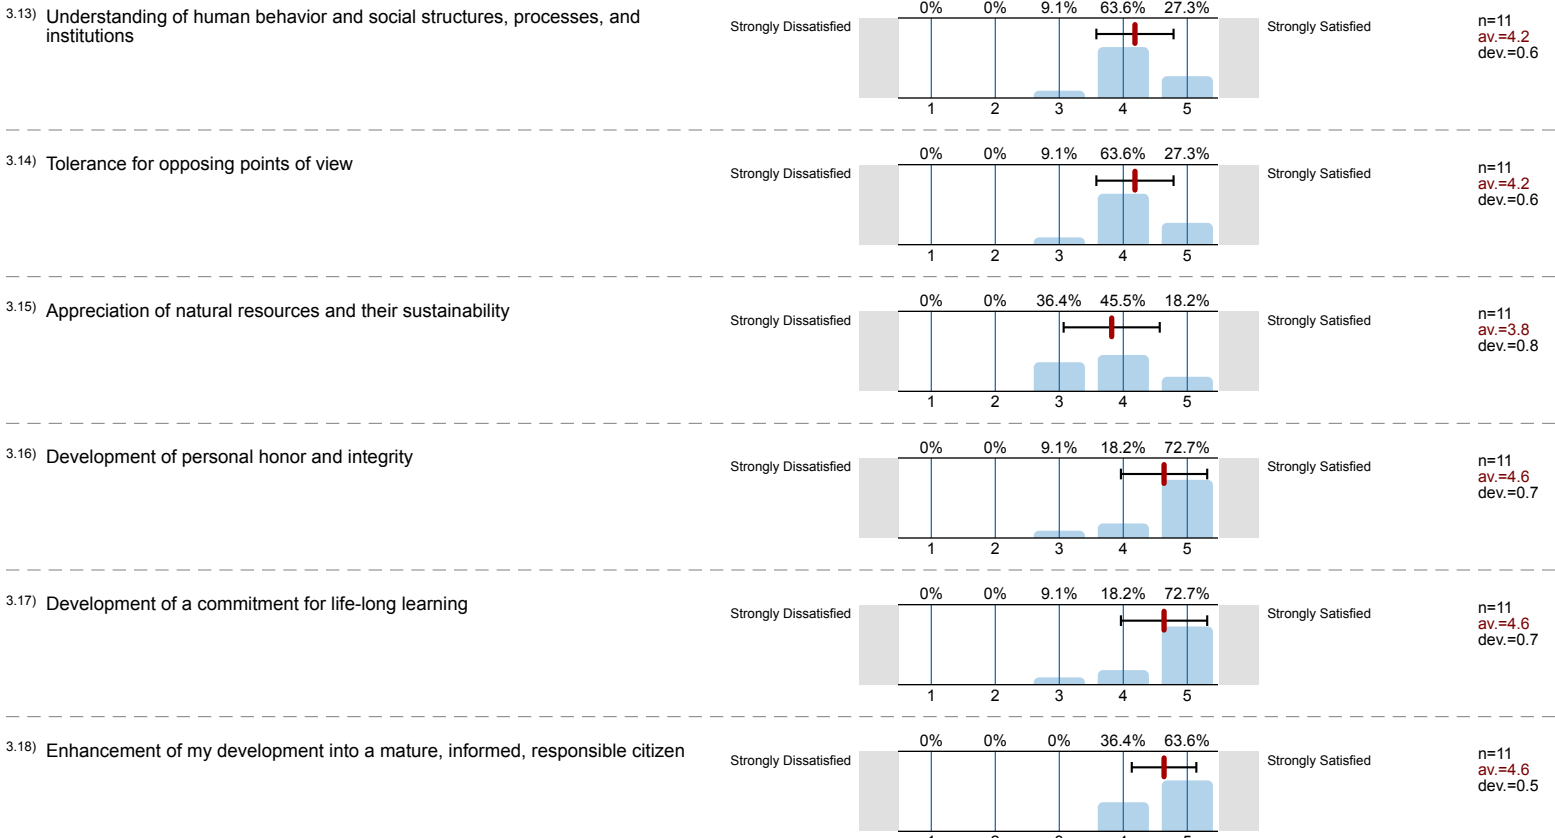 3.13) Understanding of human behavior and social structures, processes, and
institutions
Strongly Dissatisfied
0% 0% 9.1% 63.6% 27.3%
1 2 3 4 5
Strongly Satisfied
n=11
av.=4.2
dev.=0.6
3.14) Tolerance for opposing points of view
Strongly Dissatisfied
0% 0% 9.1% 63.6% 27.3%
1 2 3 4 5
Strongly Satisfied
n=11
av.=4.2
dev.=0.6
3.15) Appreciation of natural resources and their sustainability
Strongly Dissatisfied
0% 0% 36.4% 45.5% 18.2%
1 2 3 4 5
Strongly Satisfied
n=11
av.=3.8
dev.=0.8
3.16) Development of personal honor and integrity
Strongly Dissatisfied
0% 0% 9.1% 18.2% 72.7%
1 2 3 4 5
Strongly Satisfied
n=11
av.=4.6
dev.=0.7
3.17) Development of a commitment for life-long learning
Strongly Dissatisfied
0% 0% 9.1% 18.2% 72.7%
1 2 3 4 5
Strongly Satisfied
n=11
av.=4.6
dev.=0.7
3.18) Enhancement of my development into a mature, informed, responsible citizen
Strongly Dissatisfied
0% 0% 0% 36.4% 63.6%
Strongly Satisfied
n=11
av.=4.6
dev.=0.5